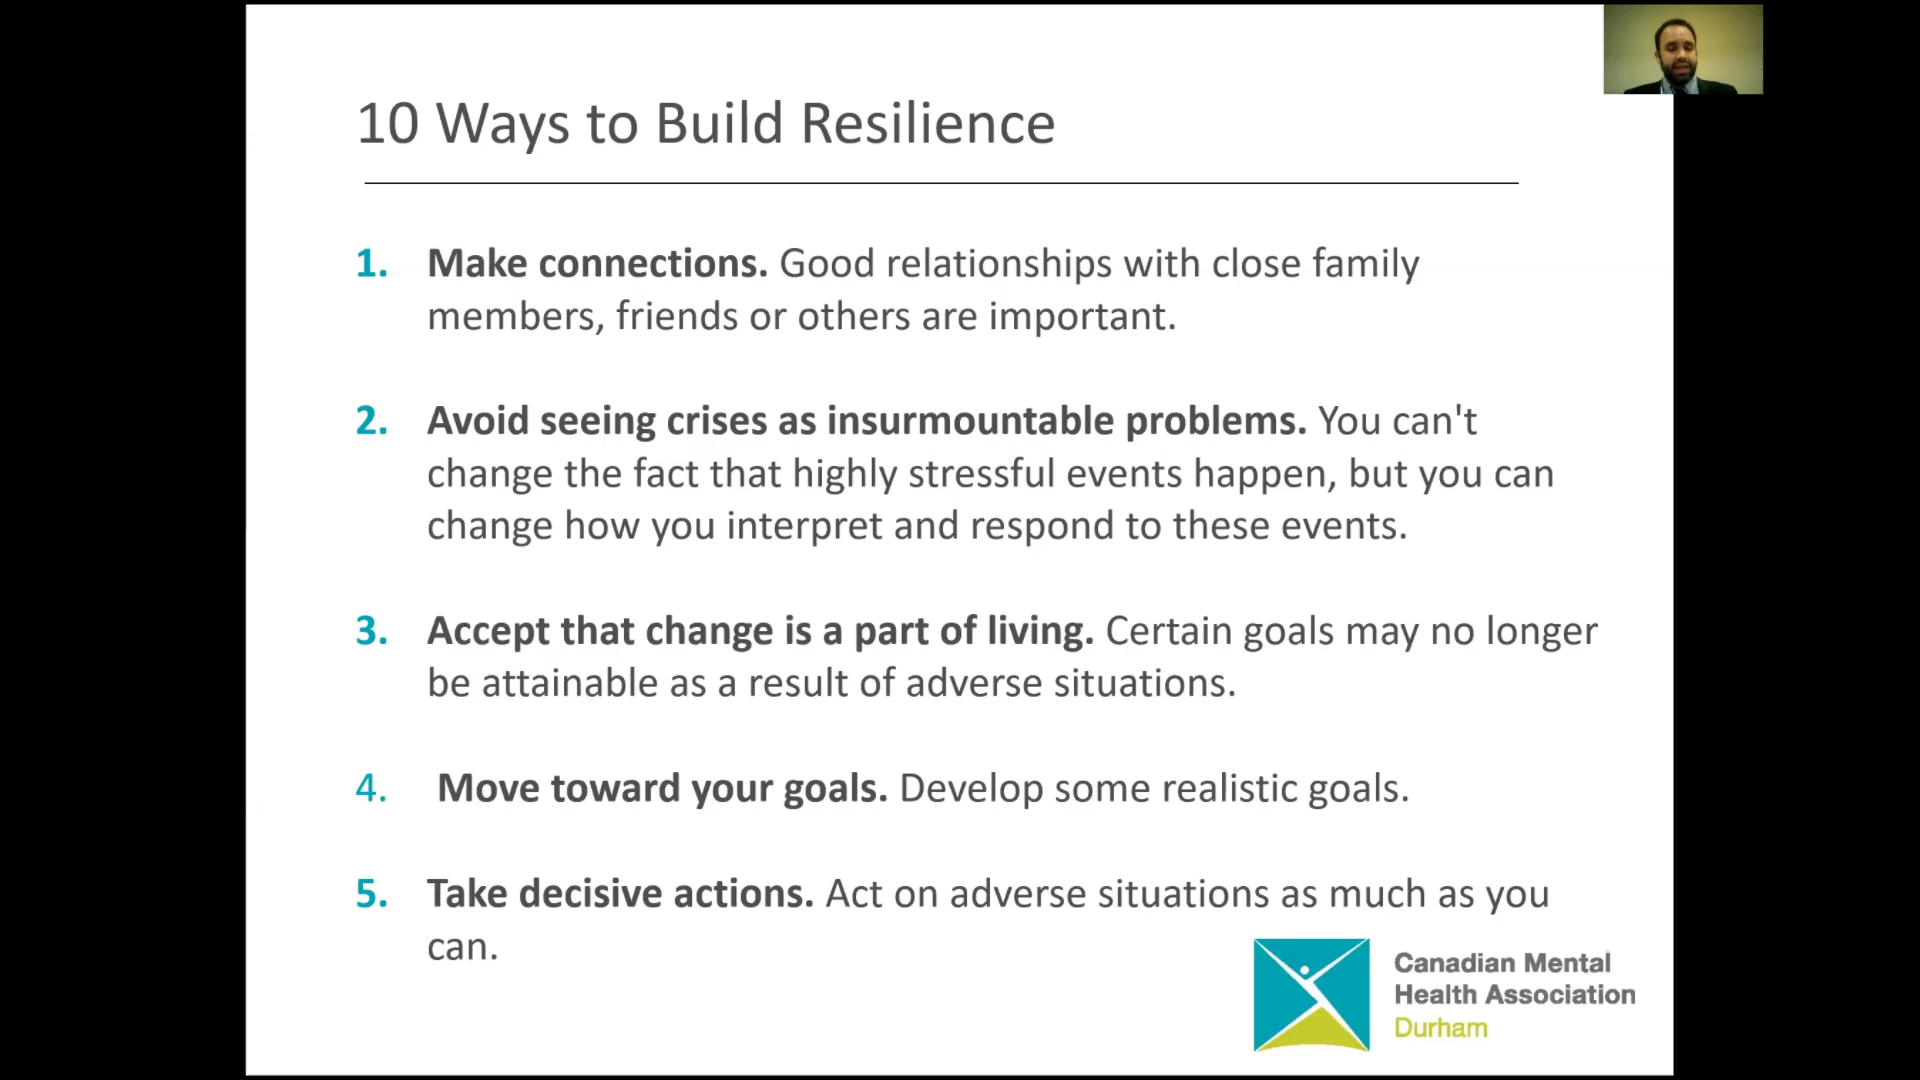 10 Ways to Build Resilience
1. Make connections. Good relationships with close family
members, friends or others are important.
2. Avoid seeing crises as insurmountable problems. You can't
change the fact that highly stressful events happen, but you can
change how you interpret and respond to these events.
3. Accept that change is a part of living. Certain goals may no longer
be attainable as a result of adverse situations.
4. Move toward your goals. Develop some realistic goals.
5. Take decisive actions. Act on adverse situations as much as you
can.
Canadian Mental
Health Association
Durham